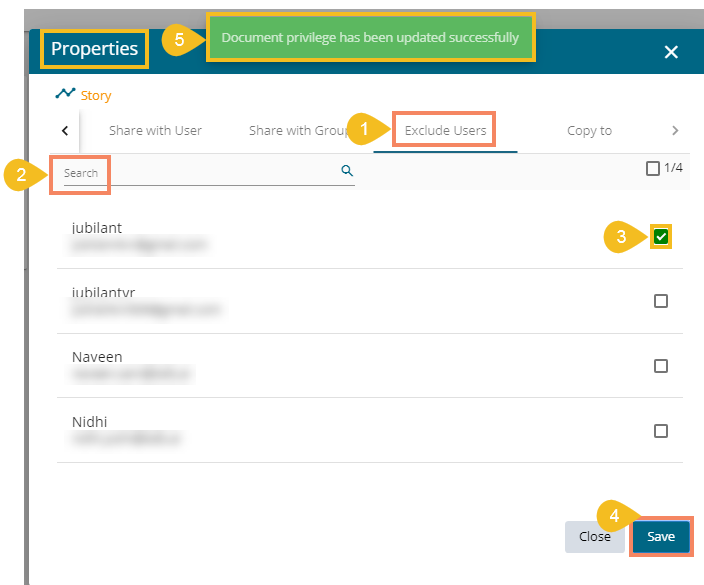 5
Document privilege has been updated successfully
Properties
Story
Share with User
Share with Group
1
Exclude Users
Copy to
2
Search
1/4
jubilant
3
jubilantvr
Naveen
Nidhi
4
Close
Save